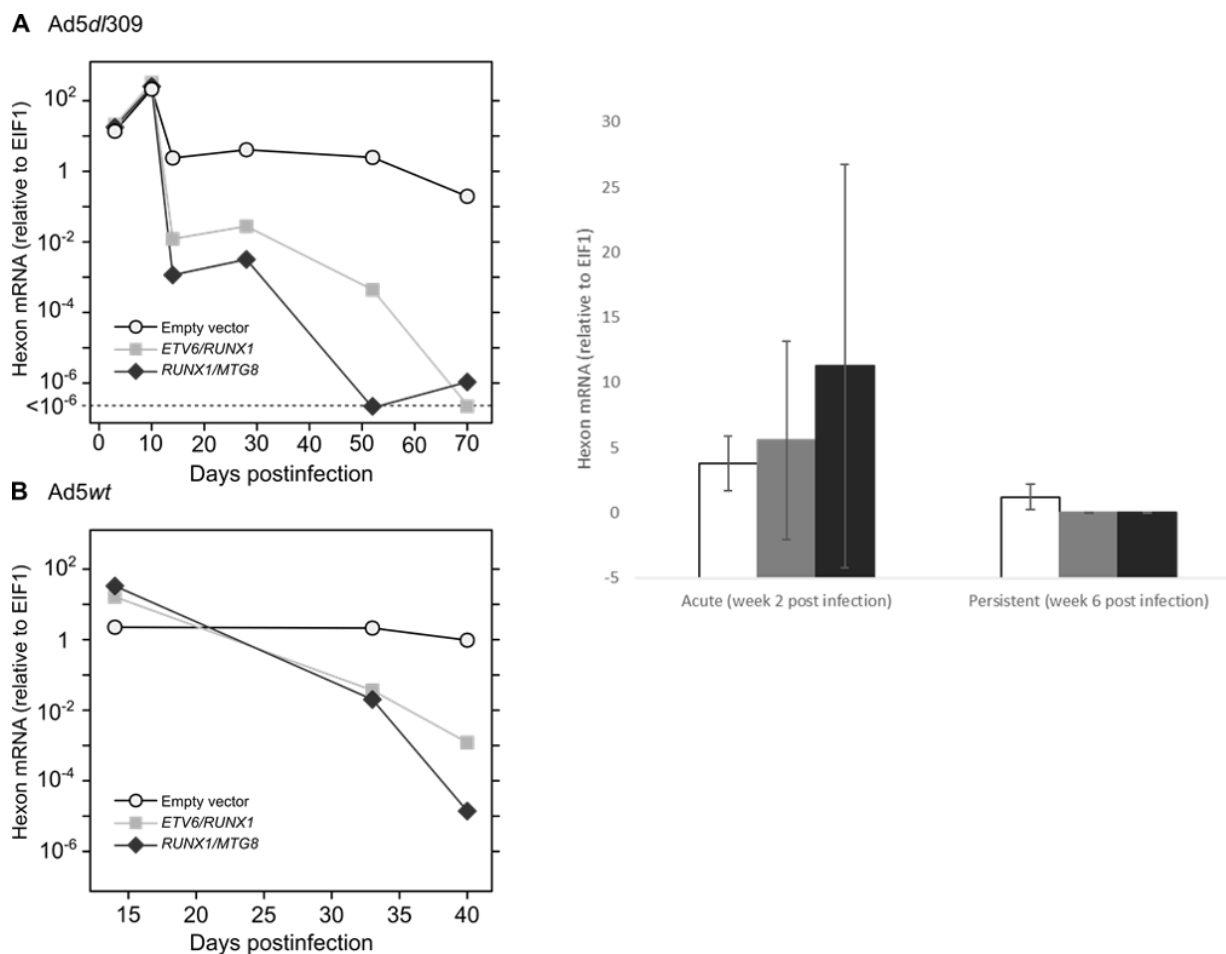 A Ad5dl309
Hexon mRNA (relative to EIF1)
10²
1
10⁻²
10⁻⁴
10⁻⁶
<10⁻⁶
Empty vector
ETV6/RUNX1
RUNX1/MTG8
0 10 20 30 40 50 60 70
Days postinfection
B Ad5wt
Hexon mRNA (relative to EIF1)
10²
1
10⁻²
10⁻⁴
10⁻⁶
Empty vector
ETV6/RUNX1
RUNX1/MTG8
15 20 25 30 35 40
Days postinfection
Hexon mRNA (relative to EIF1)
30
25
20
15
10
5
0
-5
Acute (week 2 post infection) Persistent (week 6 post infection)